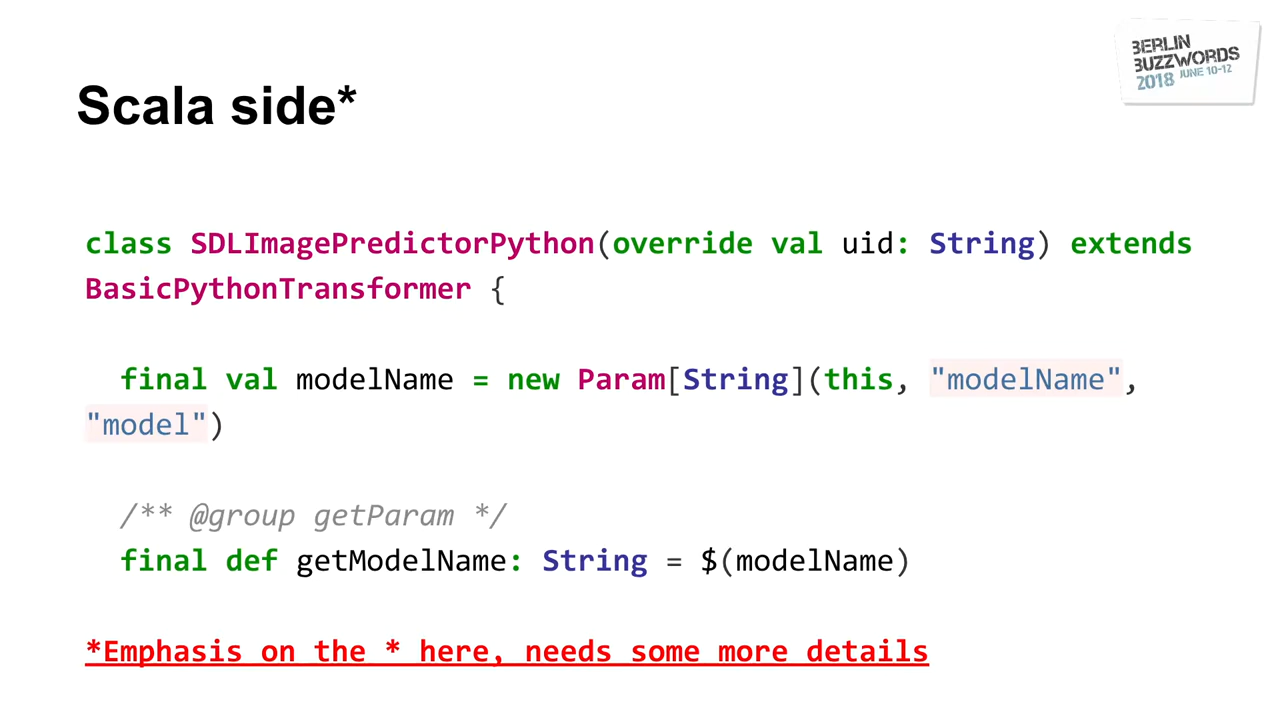 BERLIN
BUZZWORDS
2018 JUNE 10-12
Scala side*
class SDLImagePredictorPython(override val uid: String) extends
BasicPythonTransformer {
final val modelName = new Param[String](this, "modelName",
"model")
/** @group getParam */
final def getModelName: String = $(modelName)
*Emphasis on the * here, needs some more details